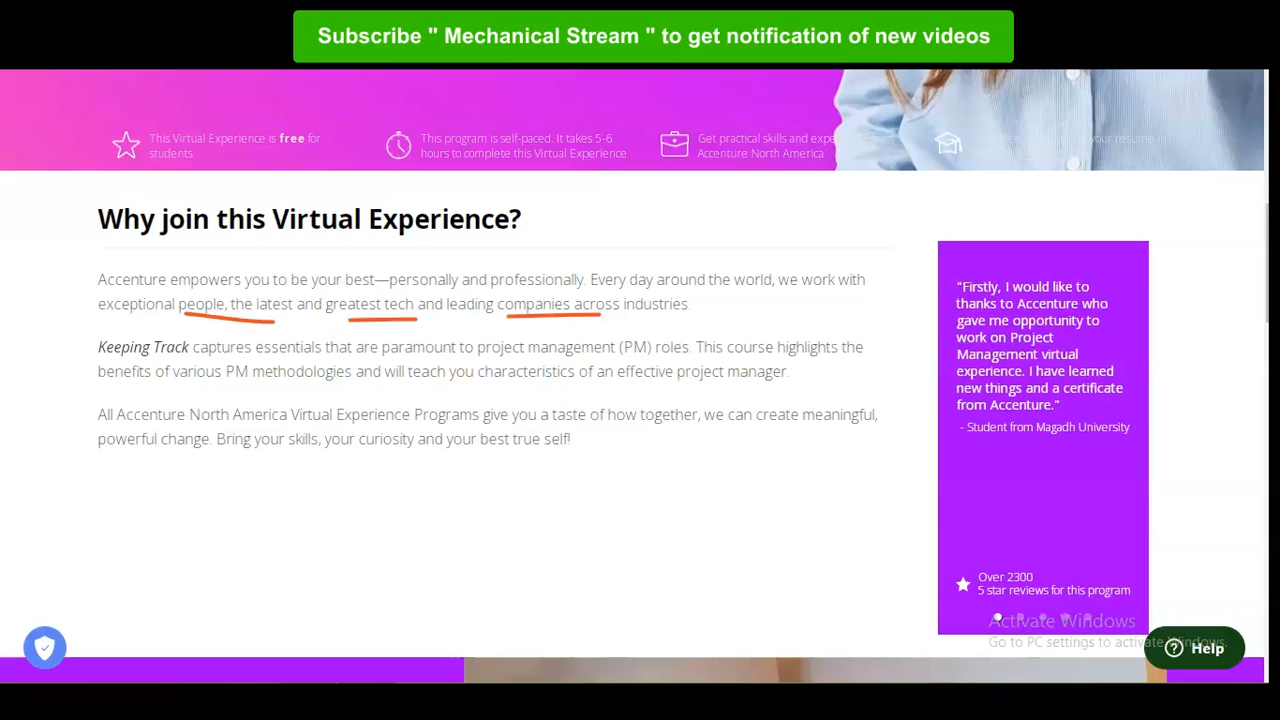 Subscribe " Mechanical Stream " to get notification of new videos
This Virtual Experience is free for
students
This program is self-paced. It takes 5-6
hours to complete this Virtual Experience
Get practical skills and
Accenture North America
your resume
Why join this Virtual Experience?
Accenture empowers you to be your best—personally and professionally. Every day around the world, we work with
exceptional people, the latest and greatest tech and leading companies across industries.
Keeping Track captures essentials that are paramount to project management (PM) roles. This course highlights the
benefits of various PM methodologies and will teach you characteristics of an effective project manager.
All Accenture North America Virtual Experience Programs give you a taste of how together, we can create meaningful,
powerful change. Bring your skills, your curiosity and your best true self!
"Firstly, I would like to
thanks to Accenture who
gave me opportunity to
work on Project
Management virtual
experience. I have learned
new things and a certificate
from Accenture."
- Student from Magadh University
Over 2300
5 star reviews for this program
Activate Windows
Go to PC settings to activate Windows.
Help